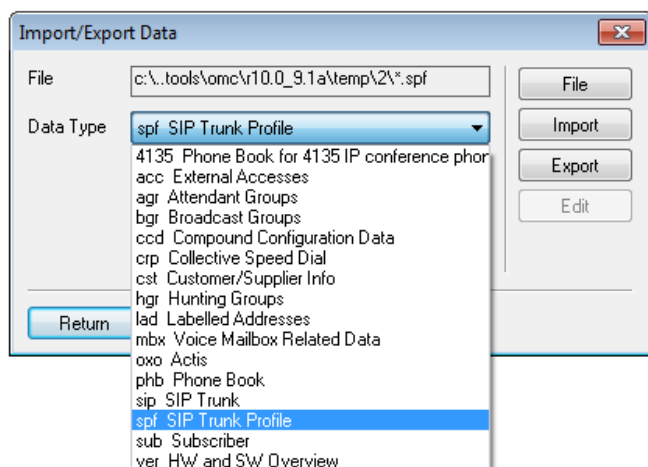 Import/Export Data
File
c:\..tools\omc\r10.0_9.1a\temp\2\*.spf
File
Data Type
spf SIP Trunk Profile
Import
4135 Phone Book for 4135 IP conference phor
Export
acc External Accesses
agr Attendant Groups
Edit
bgr Broadcast Groups
ccd Compound Configuration Data
crp Collective Speed Dial
cst Customer/Supplier Info
hgr Hunting Groups
Return
lad Labelled Addresses
mbx Voice Mailbox Related Data
oxo Actis
phb Phone Book
sip SIP Trunk
spf SIP Trunk Profile
sub Subscriber
ver HW and SW Overview